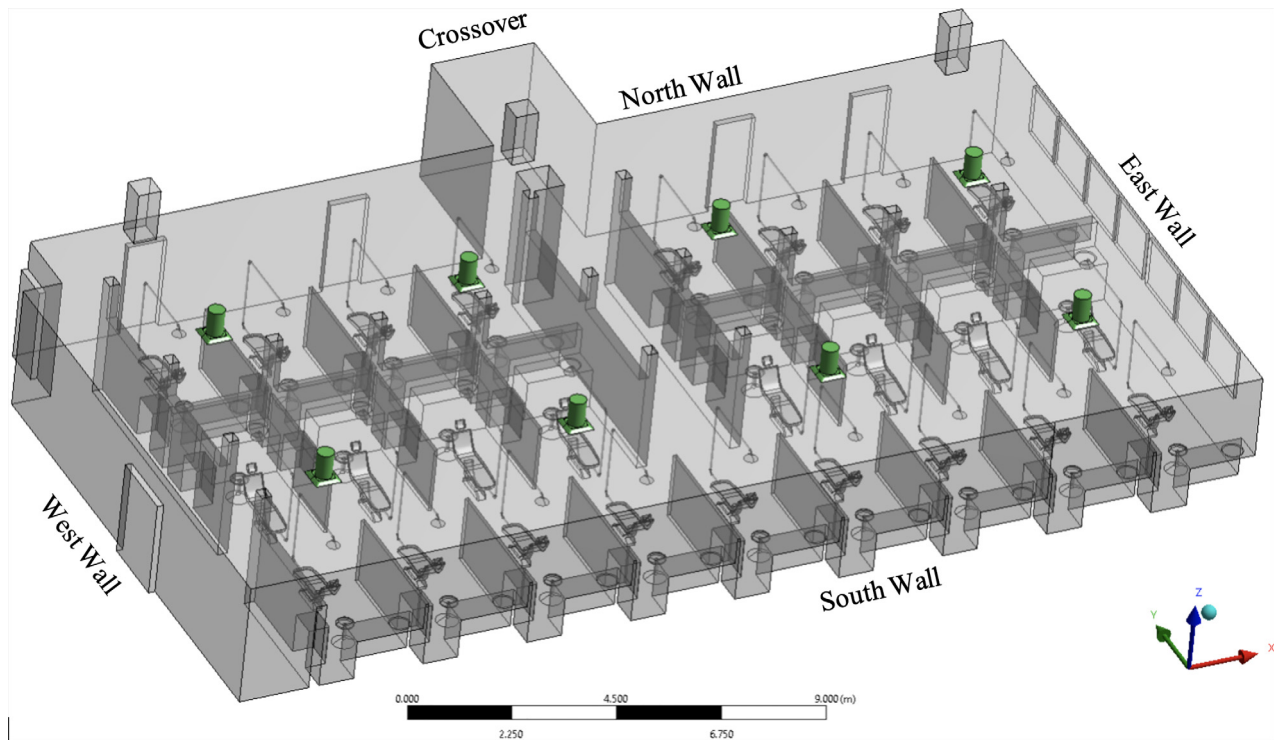 Crossover
North Wall
East Wall
West Wall
South Wall
Z
Y
X
0.000 4.500 9.000 (m)
2.250 6.750